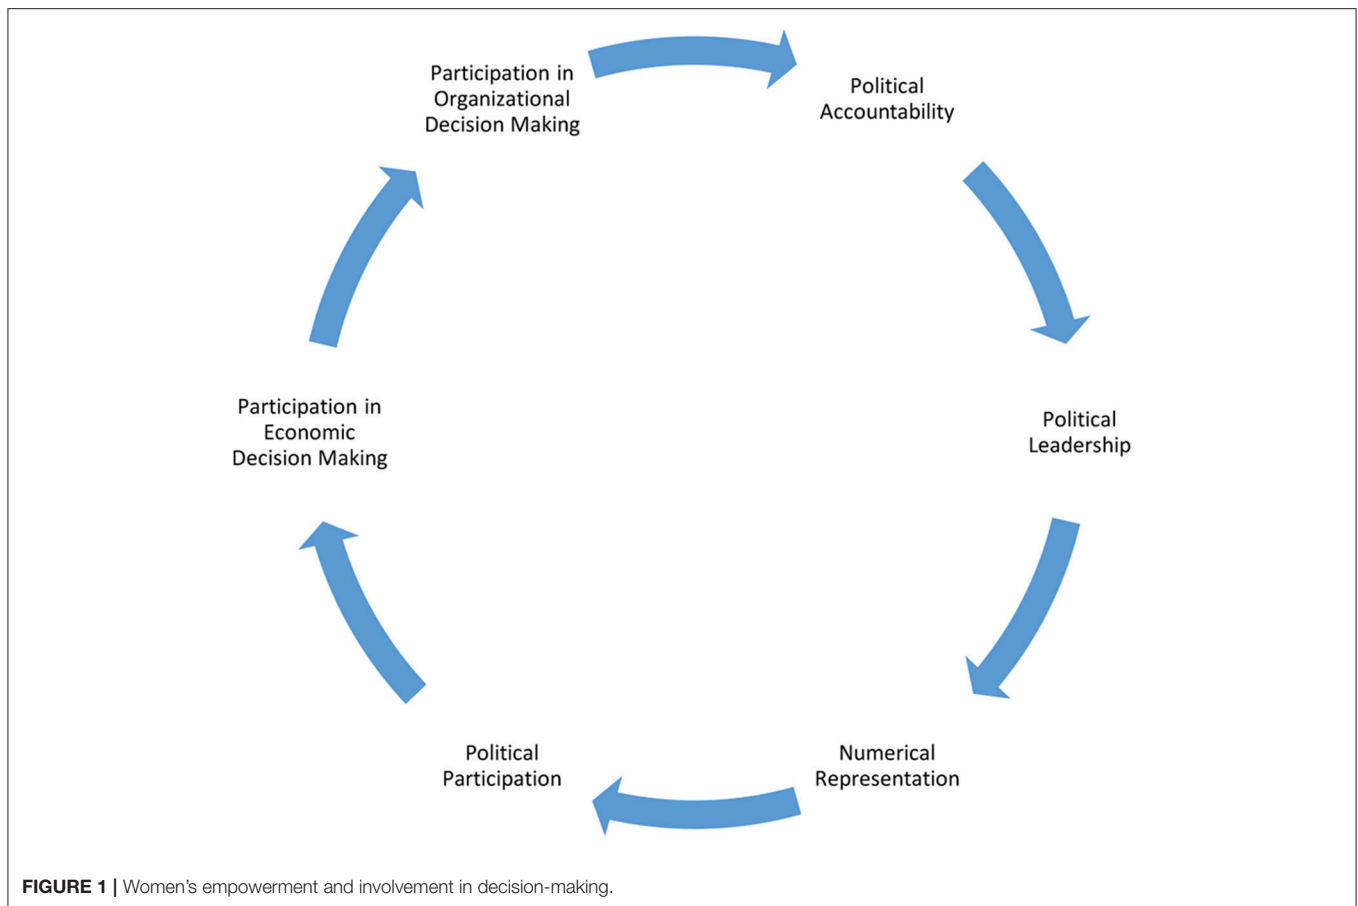 Participation in
Organizational
Decision Making
Political
Accountability
Political
Leadership
Numerical
Representation
Political
Participation
Participation in
Economic
Decision Making
FIGURE 1 | Women’s empowerment and involvement in decision-making.